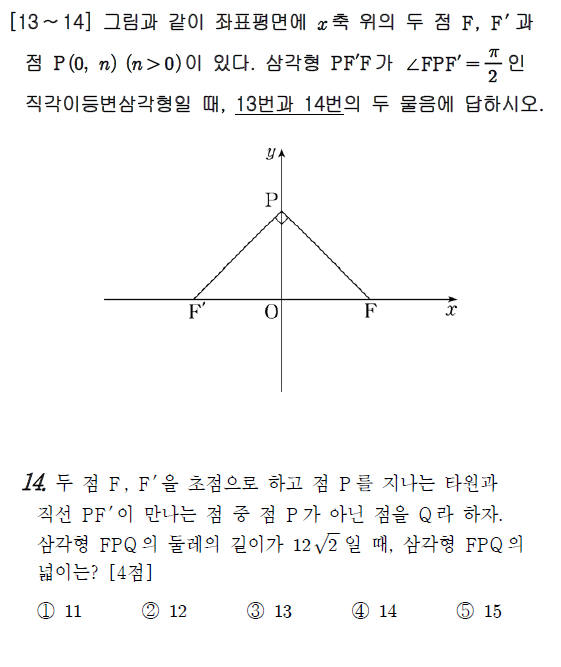 [13～14] 그림과 같이 좌표평면에 x축 위의 두 점 F, F′과
점 P(0, n) (n>0)이 있다. 삼각형 PF′F가 ∠FPF′=π/2인
직각이등변삼각형일 때, 13번과 14번의 두 물음에 답하시오.
y
P
F′
O
F
x
14. 두 점 F, F′을 초점으로 하고 점 P를 지나는 타원과
직선 PF′이 만나는 점 중 점 P가 아닌 점을 Q라 하자.
삼각형 FPQ의 둘레의 길이가 12√2일 때, 삼각형 FPQ의
넓이는? [4점]
① 11 ② 12 ③ 13 ④ 14 ⑤ 15